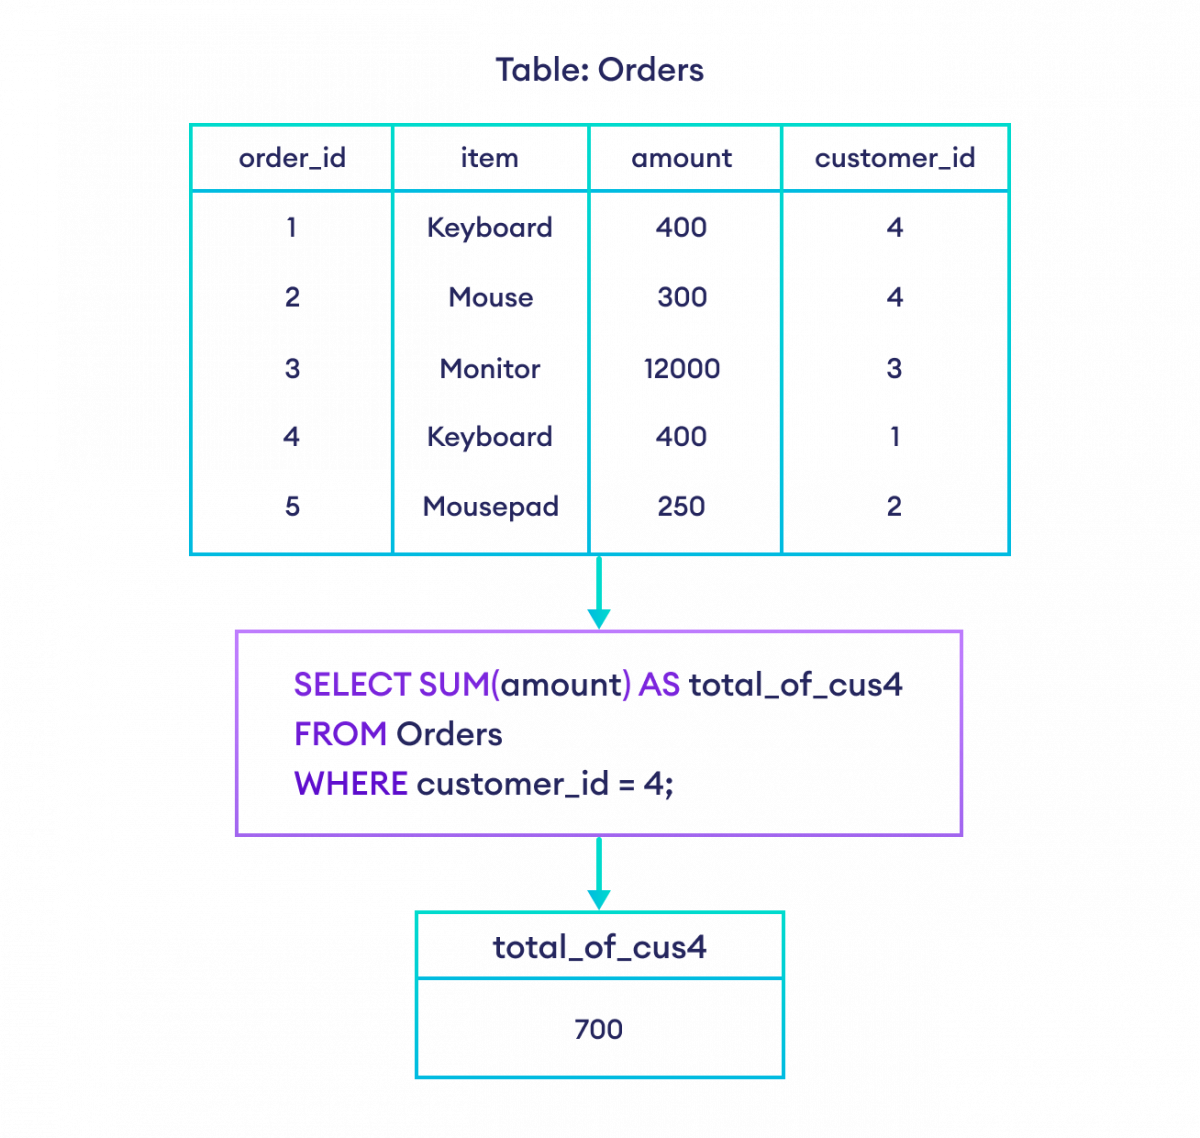 Table: Orders
order_id item amount customer_id
1 Keyboard 400 4
2 Mouse 300 4
3 Monitor 12000 3
4 Keyboard 400 1
5 Mousepad 250 2
SELECT SUM(amount) AS total_of_cus4
FROM Orders
WHERE customer_id = 4;
total_of_cus4
700